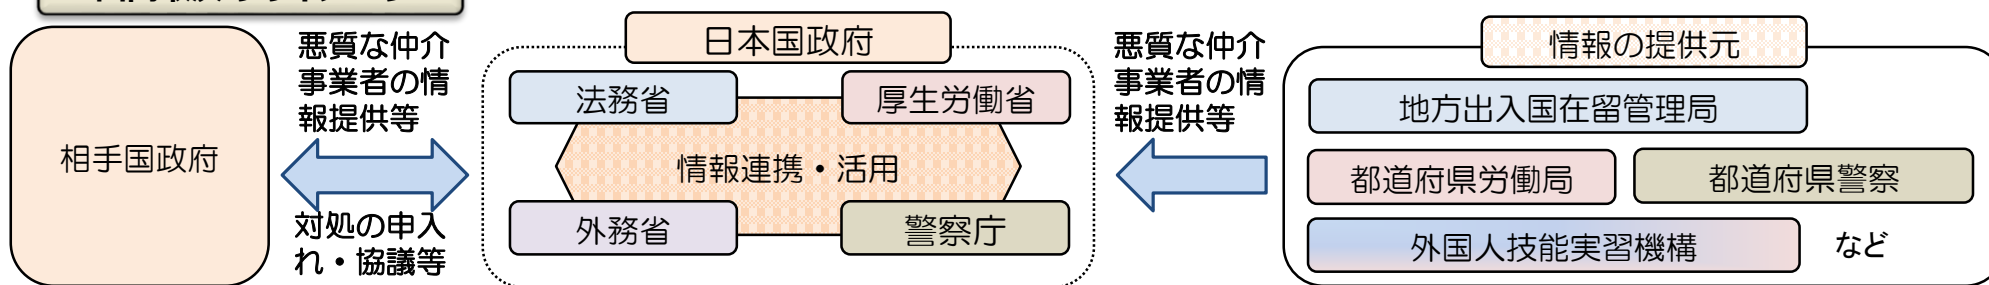 相手国政府
悪質な仲介
事業者の情
報提供等
対処の申入
れ・協議等
日本国政府
法務省
厚生労働省
情報連携・活用
外務省
警察庁
悪質な仲介
事業者の情
報提供等
情報の提供元
地方出入国在留管理局
都道府県労働局
都道府県警察
外国人技能実習機構
など